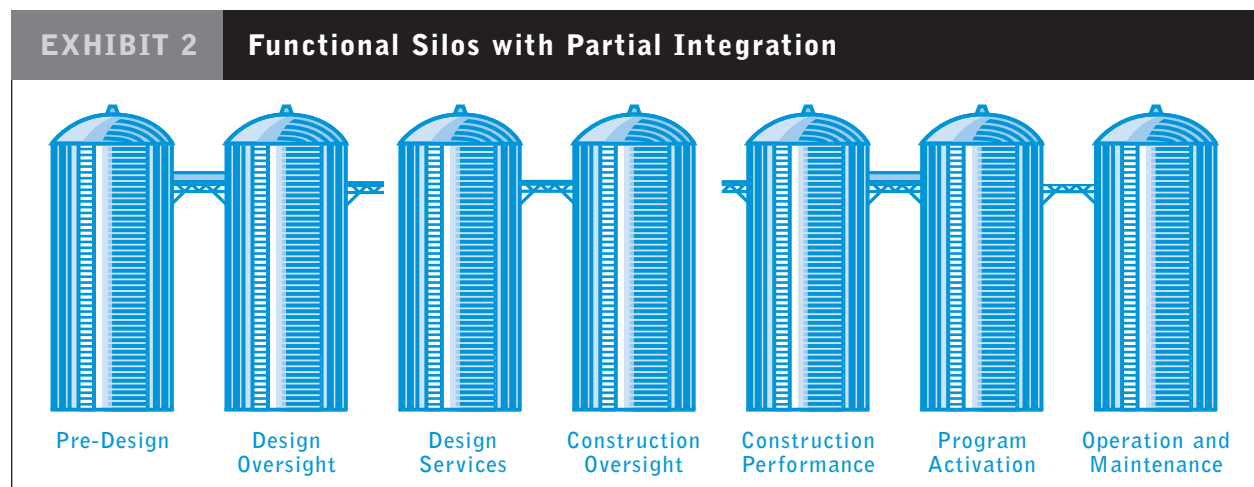 EXHIBIT 2 Functional Silos with Partial Integration
Pre-Design
Design
Oversight
Design
Services
Construction
Oversight
Construction
Performance
Program
Activation
Operation and
Maintenance